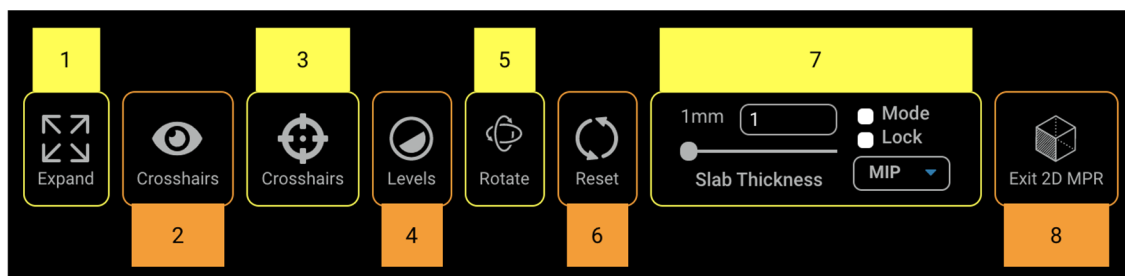 1
3
5
7
Expand
Crosshairs
Crosshairs
Levels
Rotate
Reset
1mm
1
Mode
Lock
Slab Thickness
MIP
Exit 2D MPR
2
4
6
8